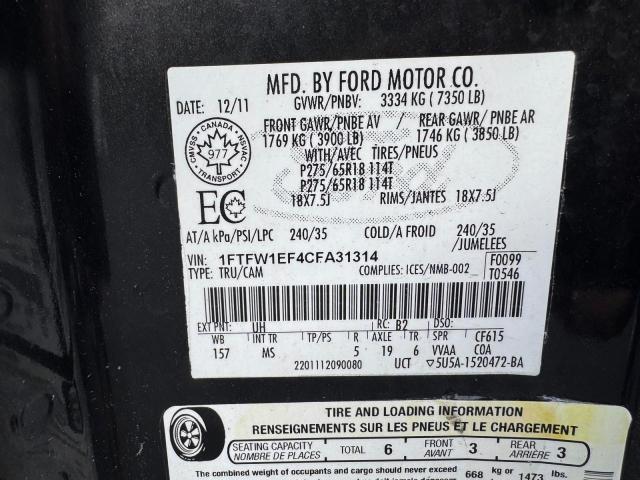 MFD. BY FORD MOTOR CO.
DATE: 12/11 GVWR/PNBV: 3334 KG (7350 LB)
FRONT GAWR/PNBE AV / REAR GAWR/ PNBE AR
1769 KG (3900 LB) 1746 KG (3850 LB)
WITH/AVEC TIRES/PNEUS
P275/65R18 114T
P275/65R18 114T
18X7.5J RIMS/JANTES 18X7.5J
CMVSS CANADA NSVAC
977
TRANSPORT
EC
AT/A kPa/PSI/LPC 240/35 COLD/A FROID 240/35
/JUMELEES
VIN: 1FTFW1EF4CFA31314 F0099
TYPE: TRU/CAM COMPLIES: ICES/NMB-002 T0546
EXT PNT: UH RC: B2 DSO:
WB INT TR TP/PS R AXLE TR SPR CF615
157 MS 5 19 6 VVAA COA
2201112090080 UCT ▽5U5A-1520472-BA
TIRE AND LOADING INFORMATION
RENSEIGNEMENTS SUR LES PNEUS ET LE CHARGEMENT
SEATING CAPACITY TOTAL 6 FRONT 3 REAR 3
NOMBRE DE PLACES AVANT ARRIÈRE
The combined weight of occupants and cargo should never exceed 668 kg or 1473 lbs.